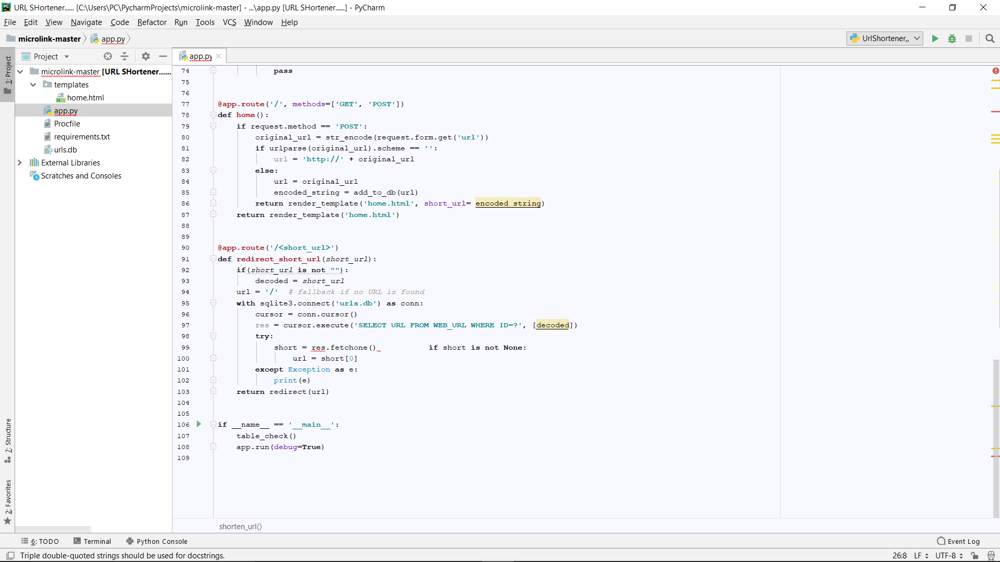 URL SHortener...... [C:\Users\PC\PycharmProjects\microlink-master] - ...\app.py [URL SHortener......] - PyCharm
File Edit View Navigate Code Refactor Run Tools VCS Window Help
microlink-master app.py UrlShortener,,
1: Project
Project
app.py
microlink-master [URL SHortener......
templates
home.html
app.py
Procfile
requirements.txt
urls.db
External Libraries
Scratches and Consoles
7: Structure
2: Favorites
74 pass
75
76
77 @app.route('/', methods=['GET', 'POST'])
78 def home():
79 if request.method == 'POST':
80 original_url = str_encode(request.form.get('url'))
81 if urlparse(original_url).scheme == '':
82 url = 'http://' + original_url
83 else:
84 url = original_url
85 encoded_string = add_to_db(url)
86 return render_template('home.html', short_url= encoded_string)
87 return render_template('home.html')
88
89
90 @app.route('/<short_url>')
91 def redirect_short_url(short_url):
92 if(short_url is not ""):
93 decoded = short_url
94 url = '/'  # fallback if no URL is found
95 with sqlite3.connect('urls.db') as conn:
96 cursor = conn.cursor()
97 res = cursor.execute('SELECT URL FROM WEB_URL WHERE ID=?', [decoded])
98 try:
99 short = res.fetchone() if short is not None:
100 url = short[0]
101 except Exception as e:
102 print(e)
103 return redirect(url)
104
105
106 if __name__ == '__main__':
107 table_check()
108 app.run(debug=True)
109
shorten_url()
6: TODO Terminal Python Console Event Log
Triple double-quoted strings should be used for docstrings. 26:8 LF UTF-8